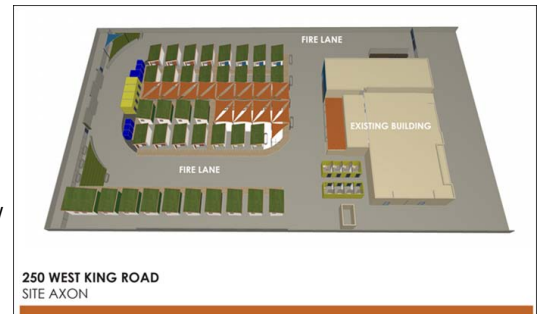 FIRE LANE
EXISTING BUILDING
FIRE LANE
250 WEST KING ROAD
SITE AXON